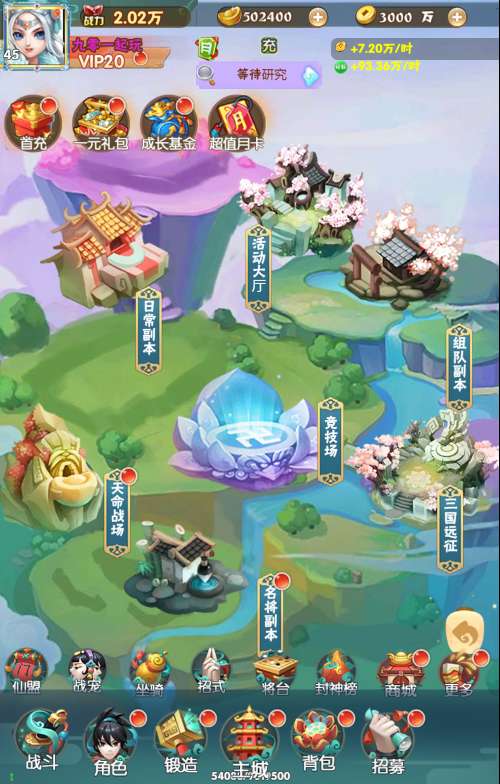 战力 2.02万
502400
3000 万
45
九零一起玩
VIP20
月
充
+7.20万/时
等待研究
+93.36万/时
首充
一元礼包
成长基金
超值月卡
月
活动大厅
日常副本
组队副本
竞技场
天命战场
三国远征
名将副本
仙盟
战宠
坐骑
招式
将台
封神榜
商城
更多
战斗
角色
锻造
主城
背包
招募